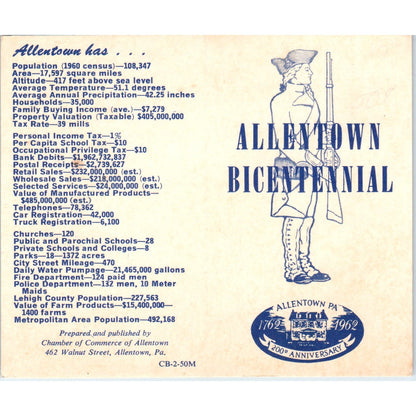 Allentown has . . .
Population (1960 census)—108,347
Area—17,597 square miles
Altitude—417 feet above sea level
Average Temperature—51.1 degrees
Average Annual Precipitation—42.25 inches
Households—35,000
Family Buying Income (ave.)—$7,279
Property Valuation (Taxable) $405,000,000
Tax Rate—39 mills
Personal Income Tax—1%
Per Capita School Tax—$10
Occupational Privilege Tax—$10
Bank Debits—$1,962,732,837
Postal Receipts—$2,739,627
Retail Sales—$232,000,000 (est.)
Wholesale Sales—$218,000,000 (est.)
Selected Services—$24,000,000 (est.)
Value of Manufactured Products—
$485,000,000 (est.)
Telephones—78,362
Car Registration—42,000
Truck Registration—6,100
Churches—120
Public and Parochial Schools—28
Private Schools and Colleges—8
Parks—18—1372 acres
City Street Mileage—470
Daily Water Pumpage—21,465,000 gallons
Fire Department—124 paid men
Police Department—132 men, 10 Meter
Maids
Lehigh County Population—227,563
Value of Farm Products—$15,400,000—
1400 farms
Metropolitan Area Population—492,168
Prepared and published by
Chamber of Commerce of Allentown
462 Walnut Street, Allentown, Pa.
CB-2-50M
ALLENTOWN
BICENTENNIAL
ALLENTOWN PA.
1762 1962
200th ANNIVERSARY